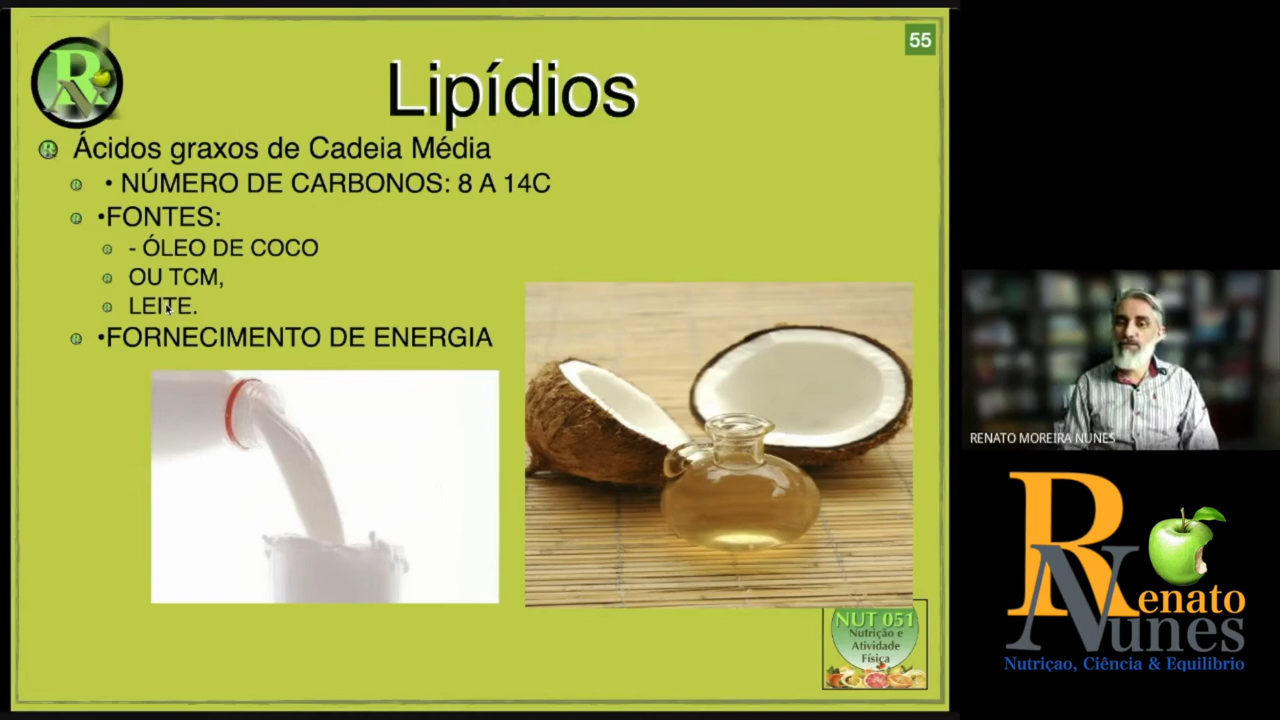 55
Lipídios
Ácidos graxos de Cadeia Média
• NÚMERO DE CARBONOS: 8 A 14C
•FONTES:
- ÓLEO DE COCO
OU TCM,
LEITE.
•FORNECIMENTO DE ENERGIA
NUT 051
Nutrição e
Atividade
Física
RENATO MOREIRA NUNES
Renato
Nunes
Nutriçao, Ciência & Equilibrio